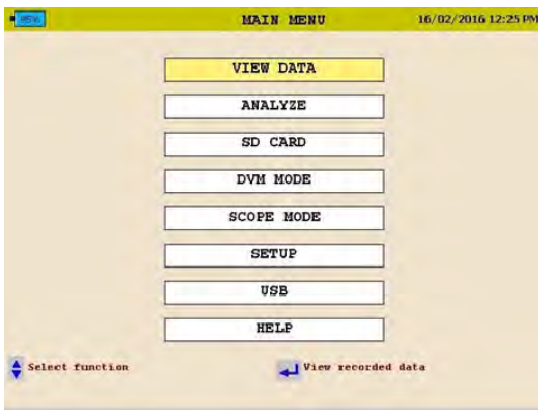 MAIN MENU 16/02/2016 12:25 PM
VIEW DATA
ANALYZE
SD CARD
DVM MODE
SCOPE MODE
SETUP
USB
HELP
Select function View recorded data